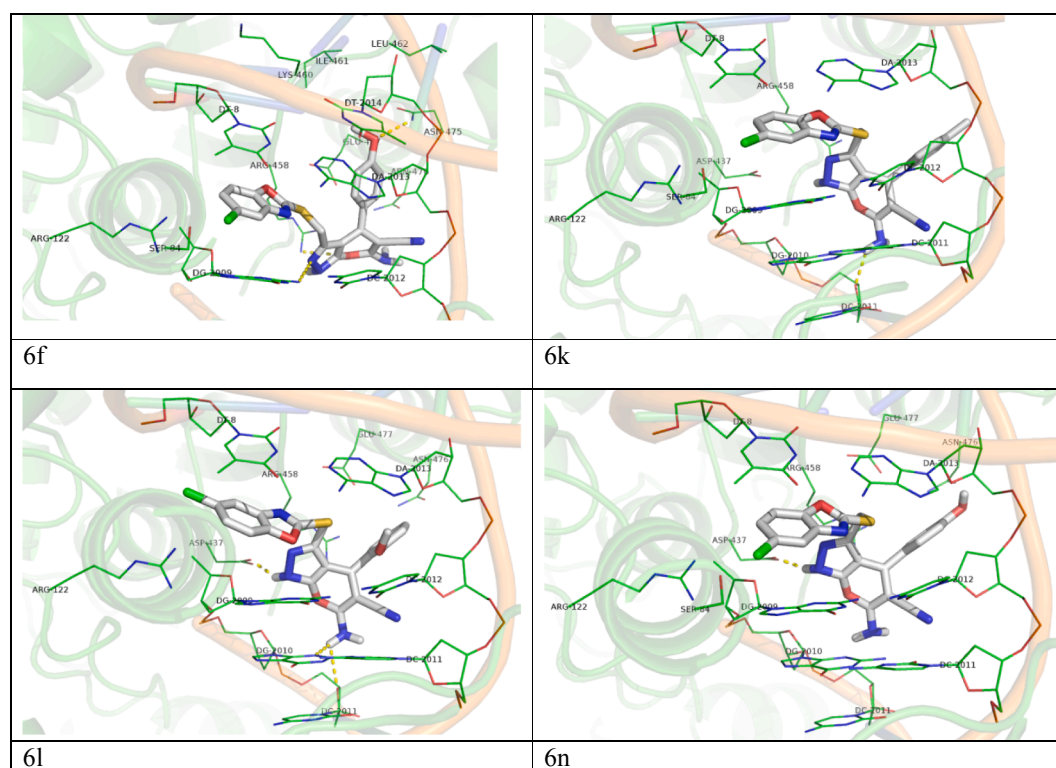 LEU-462
ILE-461
LYS-460
DT-8
DT-2014
ASN-475
ARG-458
DA-2013
ARG-122
SER-84
DG-2009
DC-2012
6f
DT-8
DA-2013
ARG-458
ASP-437
DC-2012
SER-84
DG-2009
ARG-122
DC-2011
DG-2010
DC-2011
6k
DT-8
GLU-477
ASN-476
DA-2013
ARG-458
ASP-437
ARG-122
DC-2012
DG-2009
DG-2010
DC-2011
DC-2011
6l
GLU-477
DT-8
ASN-476
DA-2013
ARG-458
ASP-437
DC-2012
ARG-122
SER-84
DG-2009
DG-2010
DC-2011
DC-2011
6n